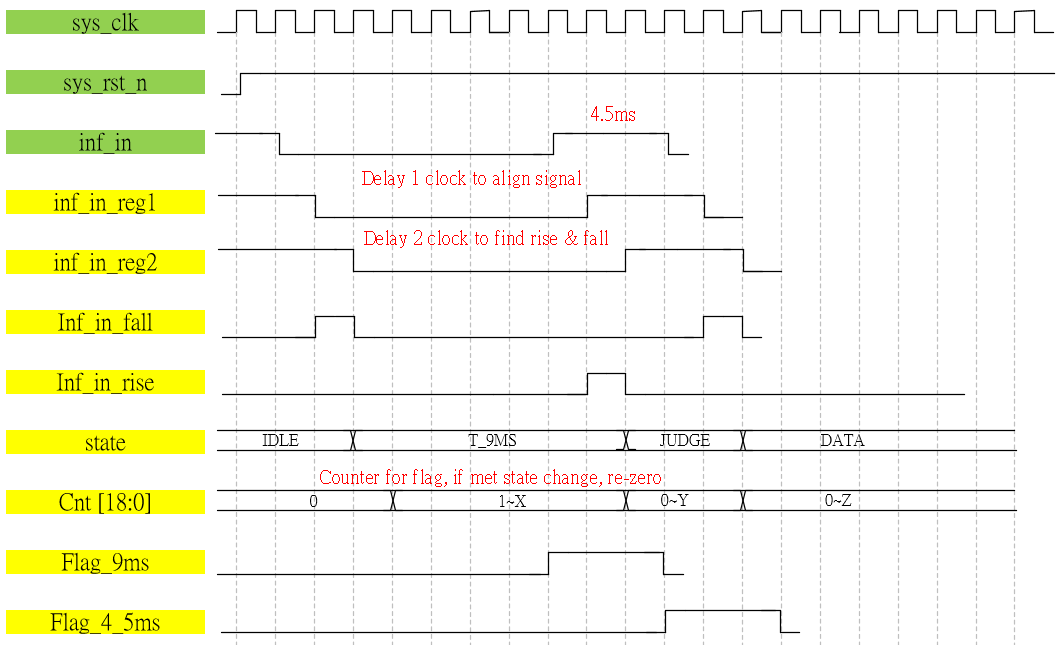 sys_clk
sys_rst_n
4.5ms
inf_in
Delay 1 clock to align signal
inf_in_reg1
Delay 2 clock to find rise & fall
inf_in_reg2
Inf_in_fall
Inf_in_rise
state IDLE T_9MS JUDGE DATA
Counter for flag, if met state change, re-zero
Cnt [18:0] 0 1~X 0~Y 0~Z
Flag_9ms
Flag_4_5ms